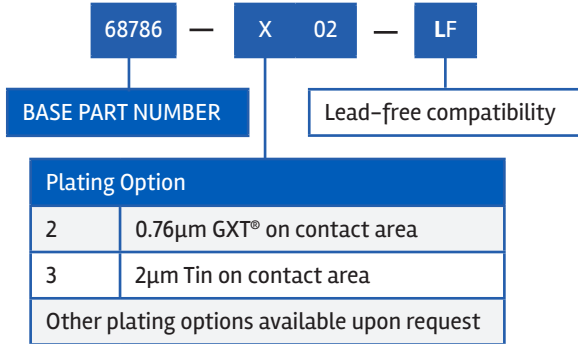 68786 — X 02 — LF
BASE PART NUMBER Lead-free compatibility
Plating Option
2 0.76µm GXT® on contact area
3 2µm Tin on contact area
Other plating options available upon request